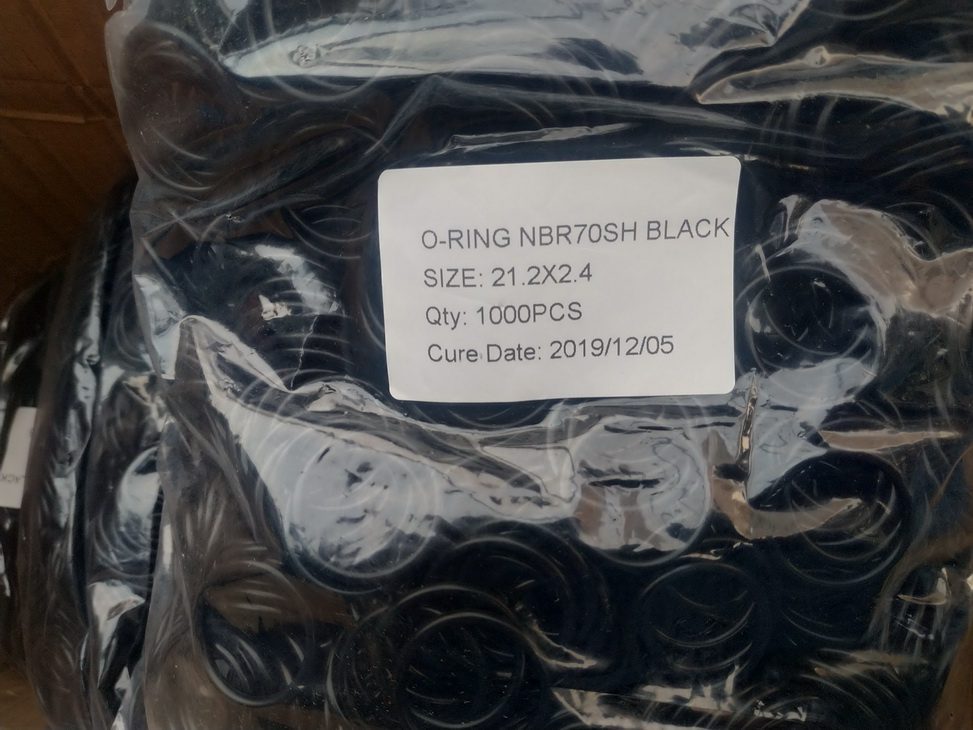 O-RING NBR70SH BLACK
SIZE: 21.2X2.4
Qty: 1000PCS
Cure Date: 2019/12/05